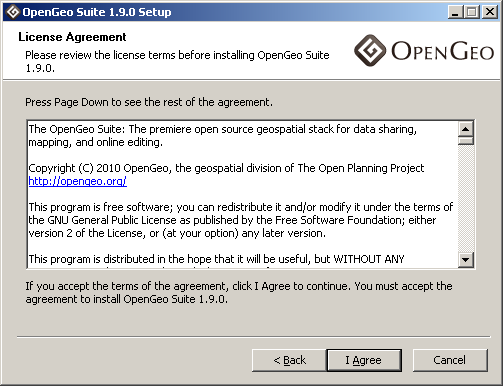 OpenGeo Suite 1.9.0 Setup
License Agreement
Please review the license terms before installing OpenGeo Suite
1.9.0.
OPENGEO
Press Page Down to see the rest of the agreement.
The OpenGeo Suite: The premiere open source geospatial stack for data sharing,
mapping, and online editing.
Copyright (C) 2010 OpenGeo, the geospatial division of The Open Planning Project
http://opengeo.org/
This program is free software; you can redistribute it and/or modify it under the terms of
the GNU General Public License as published by the Free Software Foundation; either
version 2 of the License, or (at your option) any later version.
This program is distributed in the hope that it will be useful, but WITHOUT ANY
If you accept the terms of the agreement, click I Agree to continue. You must accept the
agreement to install OpenGeo Suite 1.9.0.
< Back
I Agree
Cancel